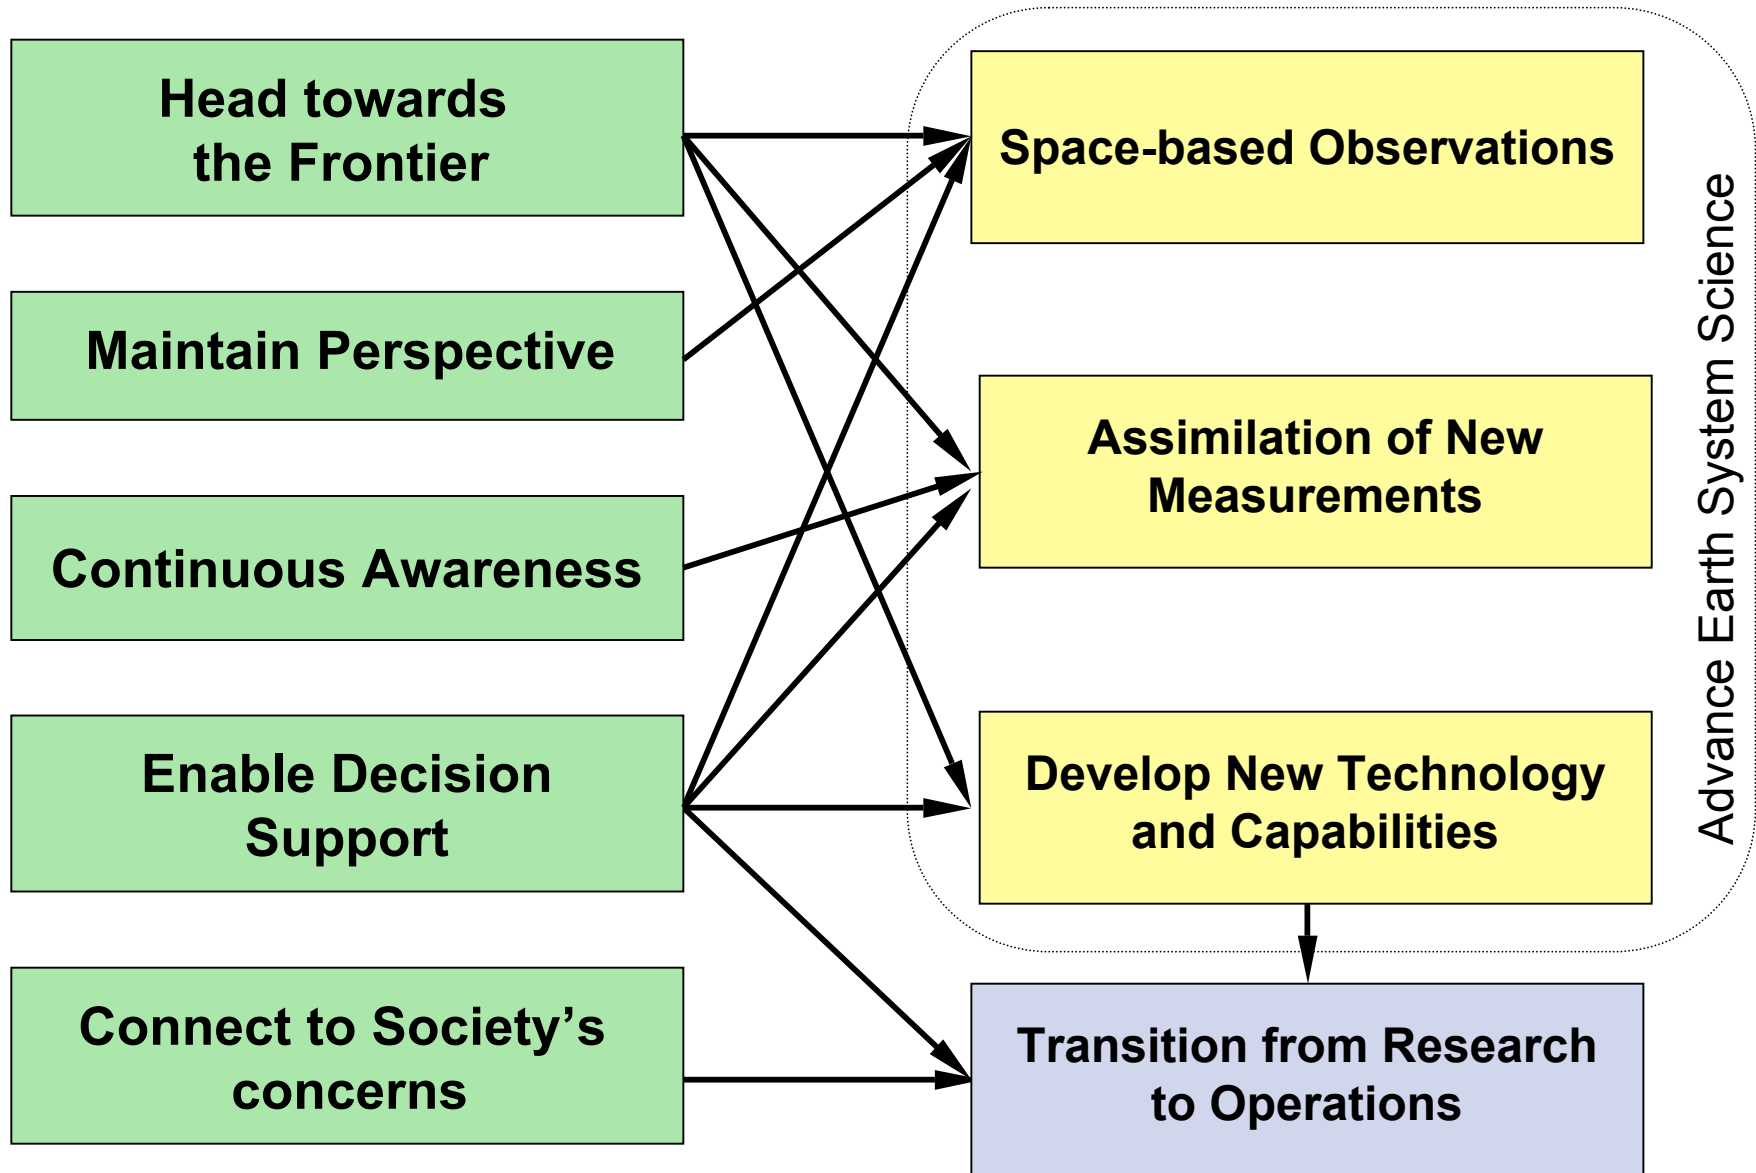 Head towards
the Frontier
Maintain Perspective
Continuous Awareness
Enable Decision
Support
Connect to Society’s
concerns
Space-based Observations
Assimilation of New
Measurements
Develop New Technology
and Capabilities
Transition from Research
to Operations
Advance Earth System Science